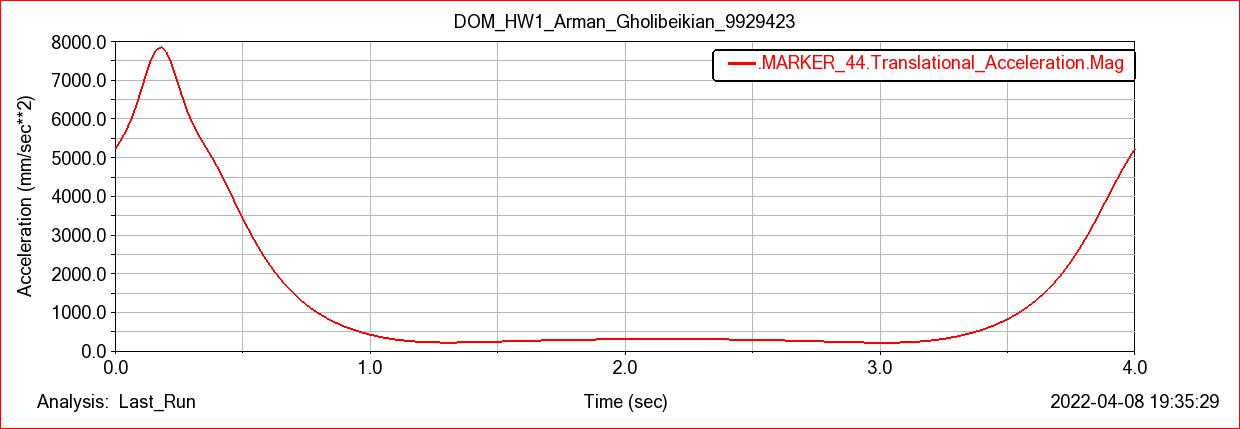 DOM_HW1_Arman_Gholibeikian_9929423
.MARKER_44.Translational_Acceleration.Mag
Acceleration (mm/sec**2)
8000.0
7000.0
6000.0
5000.0
4000.0
3000.0
2000.0
1000.0
0.0
0.0 1.0 2.0 3.0 4.0
Analysis: Last_Run Time (sec) 2022-04-08 19:35:29